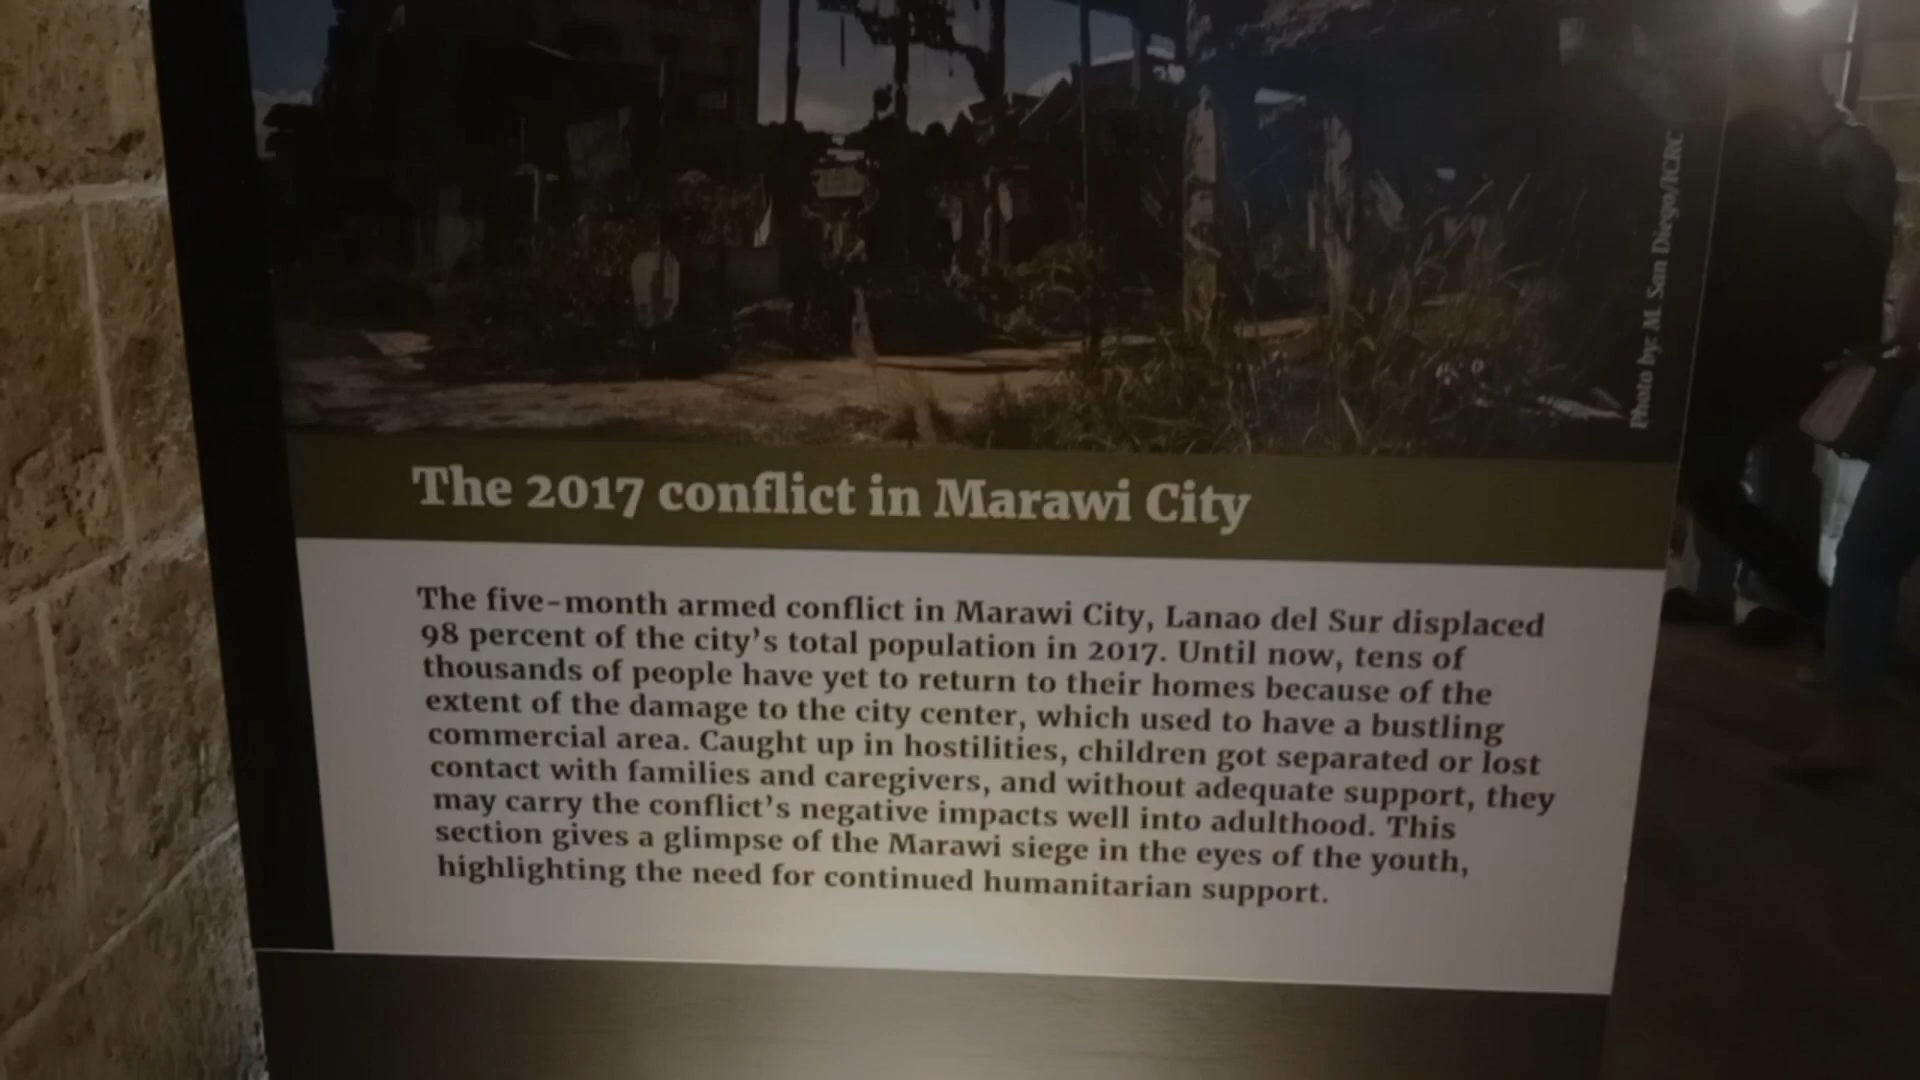 Photo by: M. San Diego/ICRC
The 2017 conflict in Marawi City
The five-month armed conflict in Marawi City, Lanao del Sur displaced
98 percent of the city's total population in 2017. Until now, tens of
thousands of people have yet to return to their homes because of the
extent of the damage to the city center, which used to have a bustling
commercial area. Caught up in hostilities, children got separated or lost
contact with families and caregivers, and without adequate support, they
may carry the conflict's negative impacts well into adulthood. This
section gives a glimpse of the Marawi siege in the eyes of the youth,
highlighting the need for continued humanitarian support.